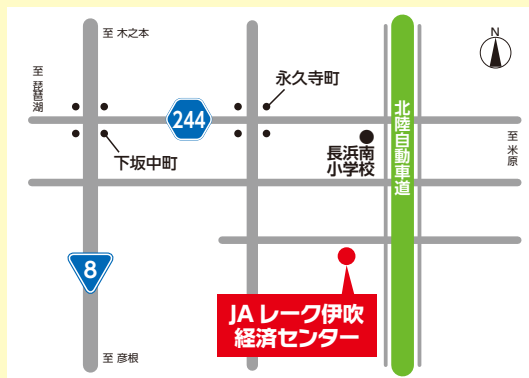 至 木之本
N
至 琵琶湖
永久寺町
244
北陸自動車道
下坂中町
長浜南
小学校
至 米原
8
JAレーク伊吹
経済センター
至 彦根